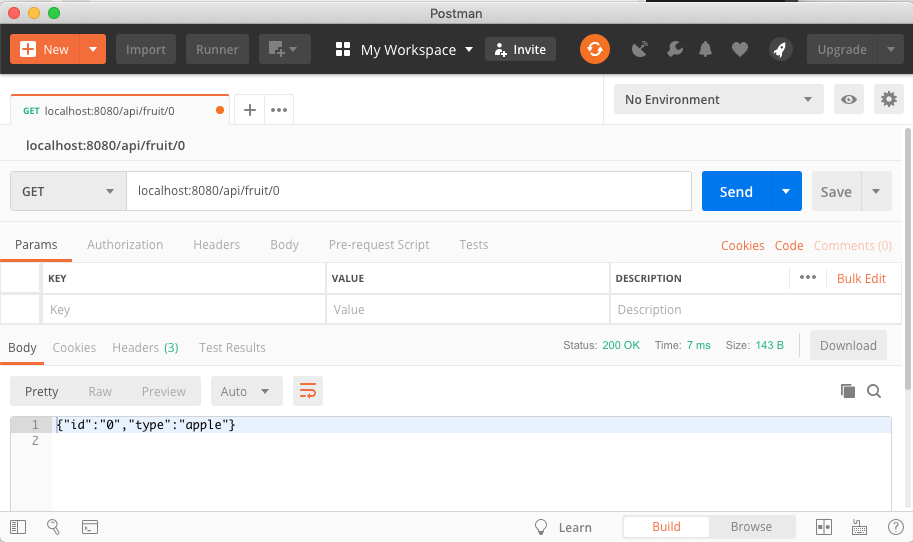 Postman
New Import Runner My Workspace Invite Upgrade
GET localhost:8080/api/fruit/0 No Environment
localhost:8080/api/fruit/0
GET localhost:8080/api/fruit/0 Send Save
Params Authorization Headers Body Pre-request Script Tests Cookies Code Comments (0)
KEY VALUE DESCRIPTION Bulk Edit
Key Value Description
Body Cookies Headers (3) Test Results Status: 200 OK Time: 7 ms Size: 143 B Download
Pretty Raw Preview Auto
1 {"id":"0","type":"apple"}
2
Learn Build Browse